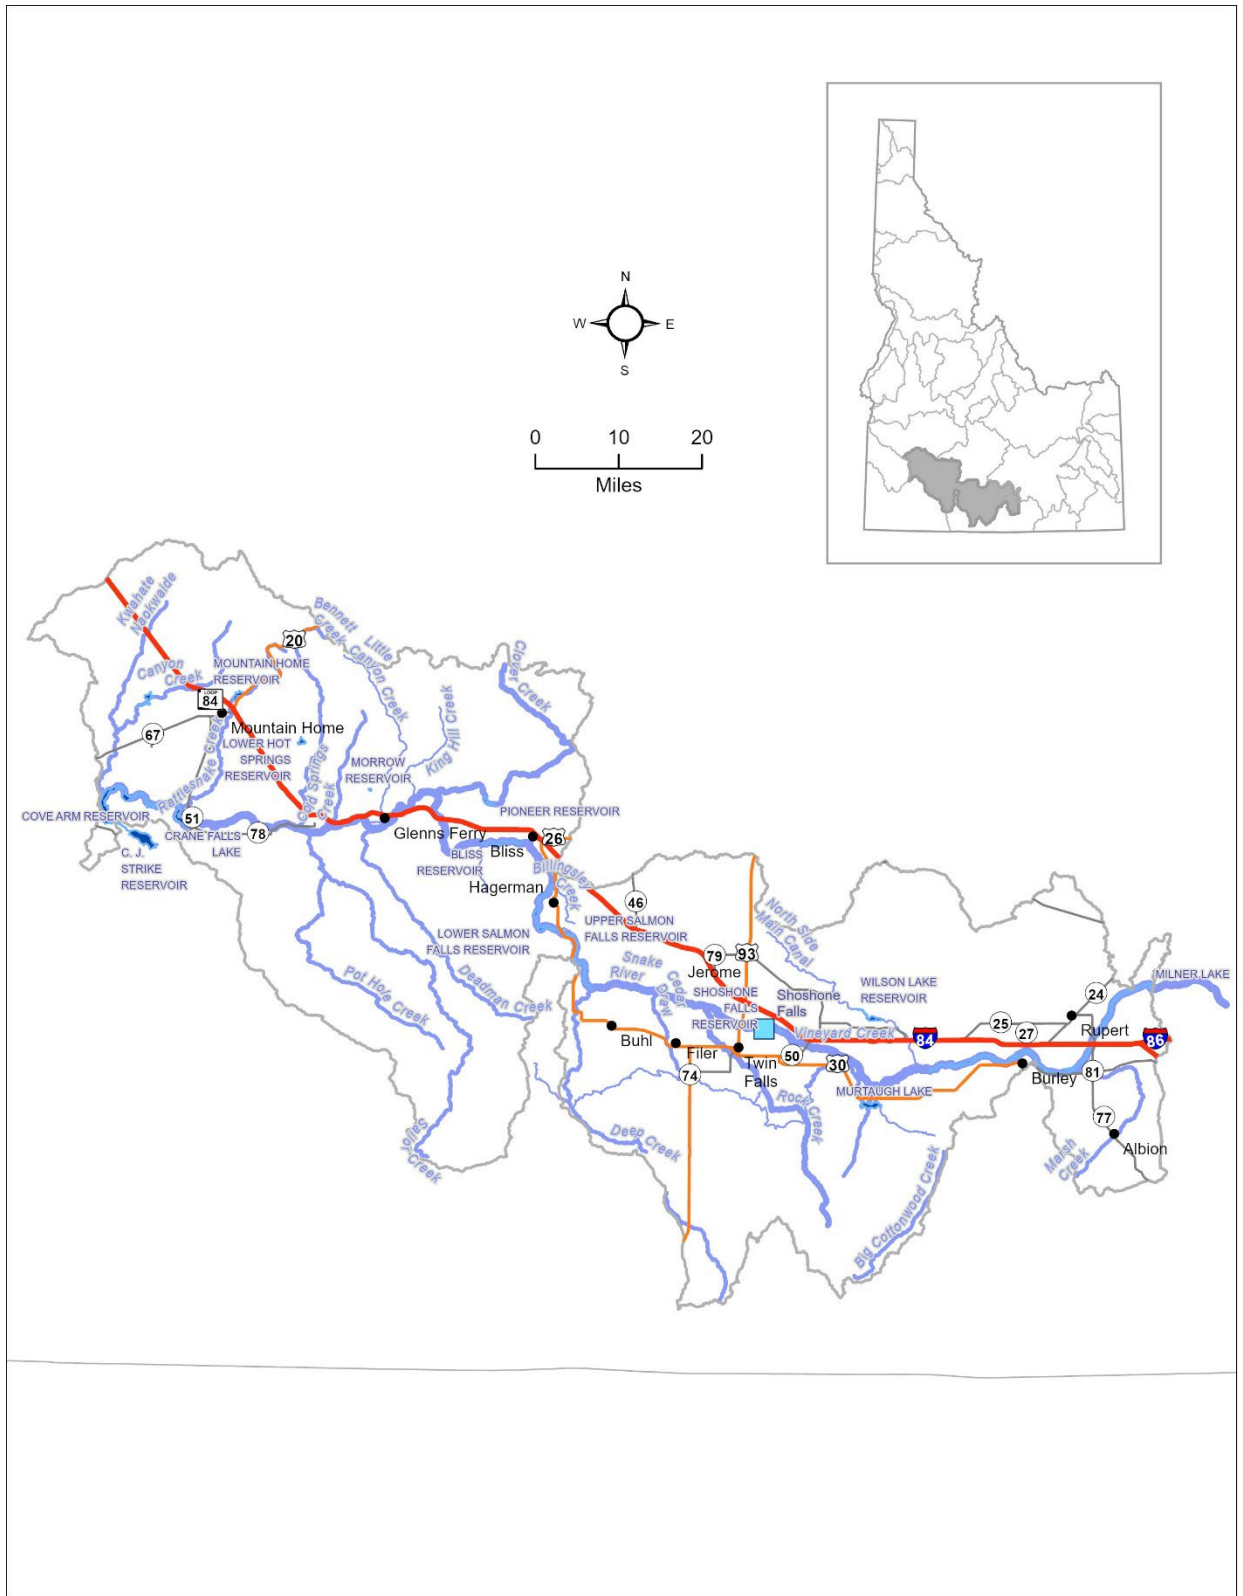 N
W
E
S
0
10
20
Miles
Kwahate
Naokwaide
Bennett
Creek
Little
Canyon Creek
20
Clover Creek
Canyon
Creek
MOUNTAIN HOME
RESERVOIR
LOOP
84
King Hill Creek
Mountain Home
67
LOWER HOT
SPRINGS
RESERVOIR
Rattlesnake Creek
Cold Springs
Creek
MORROW
RESERVOIR
COVE ARM RESERVOIR
51
78
CRANE FALLS
LAKE
PIONEER RESERVOIR
Glenns Ferry
Bliss
26
BLISS
RESERVOIR
C. J.
STRIKE
RESERVOIR
Billingsley
Creek
Hagerman
46
UPPER SALMON
FALLS RESERVOIR
North Side
Main Canal
LOWER SALMON
FALLS RESERVOIR
79
93
Jerome
Snake
River
Cedar
Draw
Pot Hole Creek
Deadman Creek
SHOSHONE
FALLS
RESERVOIR
Shoshone
Falls
WILSON LAKE
RESERVOIR
MILNER LAKE
24
Vineyard Creek
84
25
27
Rupert
86
Buhl
Filer
Twin
Falls
50
30
74
MURTAUGH LAKE
Burley
81
Rock Creek
77
Albion
Marsh
Creek
Deep Creek
Sailor
Creek
Big Cottonwood Creek